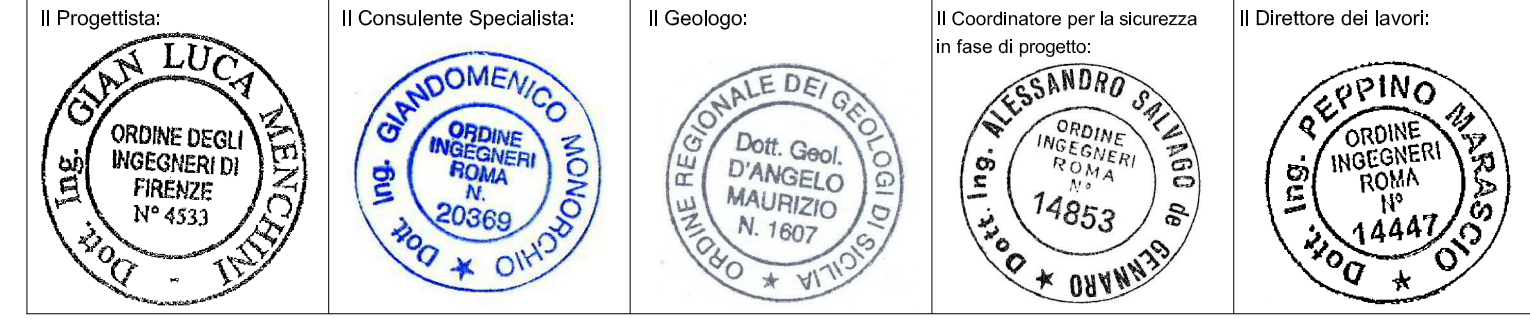 Il Progettista:
Dott. Ing. GIAN LUCA MENCHINI -
ORDINE DEGLI
INGEGNERI DI
FIRENZE
N° 4533
Il Consulente Specialista:
Dott. Ing. GIANDOMENICO MONORCHIO ★
ORDINE
INGEGNERI
ROMA
N.
20369
Il Geologo:
ORDINE REGIONALE DEI GEOLOGI DI SICILIA ★
Dott. Geol.
D'ANGELO
MAURIZIO
N. 1607
Il Coordinatore per la sicurezza
in fase di progetto:
Dott. Ing. ALESSANDRO SALVAGO de GENNARO ★
ORDINE
INGEGNERI
ROMA
N°
14853
Il Direttore dei lavori:
Dott. Ing. PEPPINO MARASCIO ★
ORDINE
INGEGNERI
ROMA
N°
14447